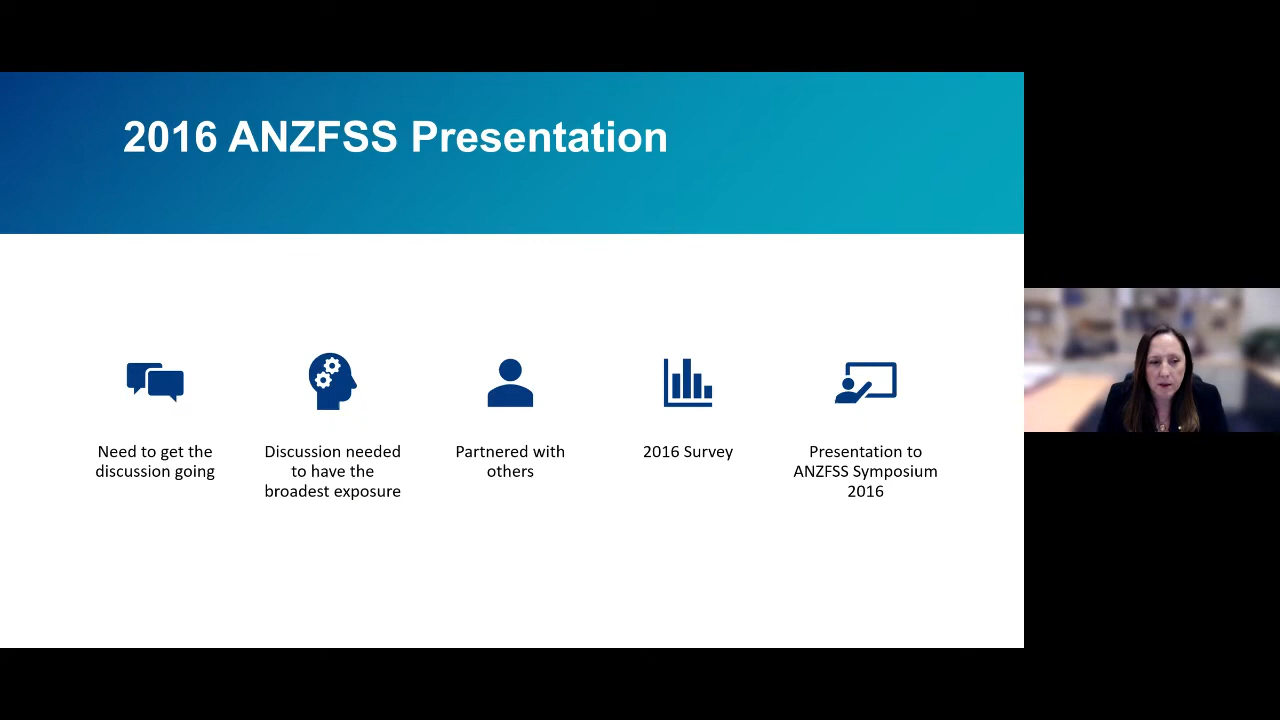 2016 ANZFSS Presentation
Need to get the
discussion going
Discussion needed
to have the
broadest exposure
Partnered with
others
2016 Survey
Presentation to
ANZFSS Symposium
2016